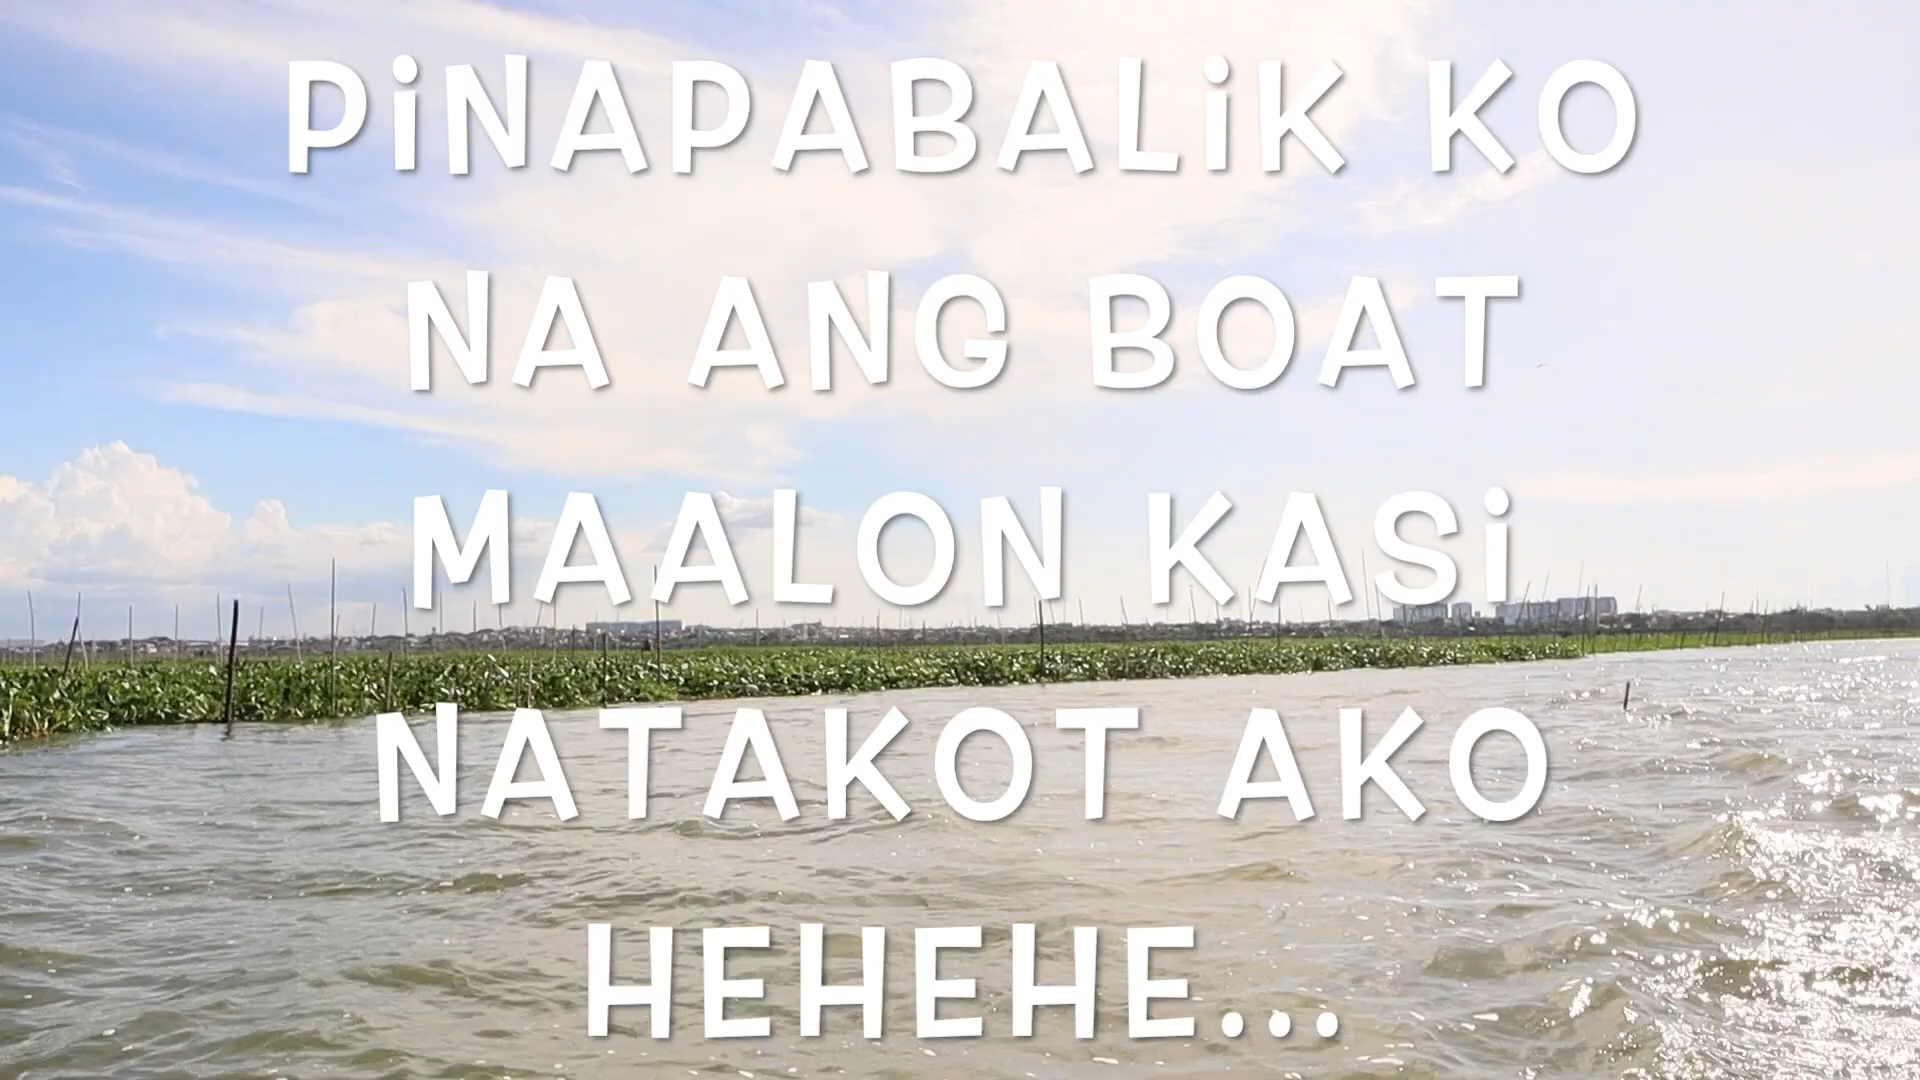 PiNAPABALiK KO
NA ANG BOAT
MAALON KASi
NATAKOT AKO
HEHEHE...